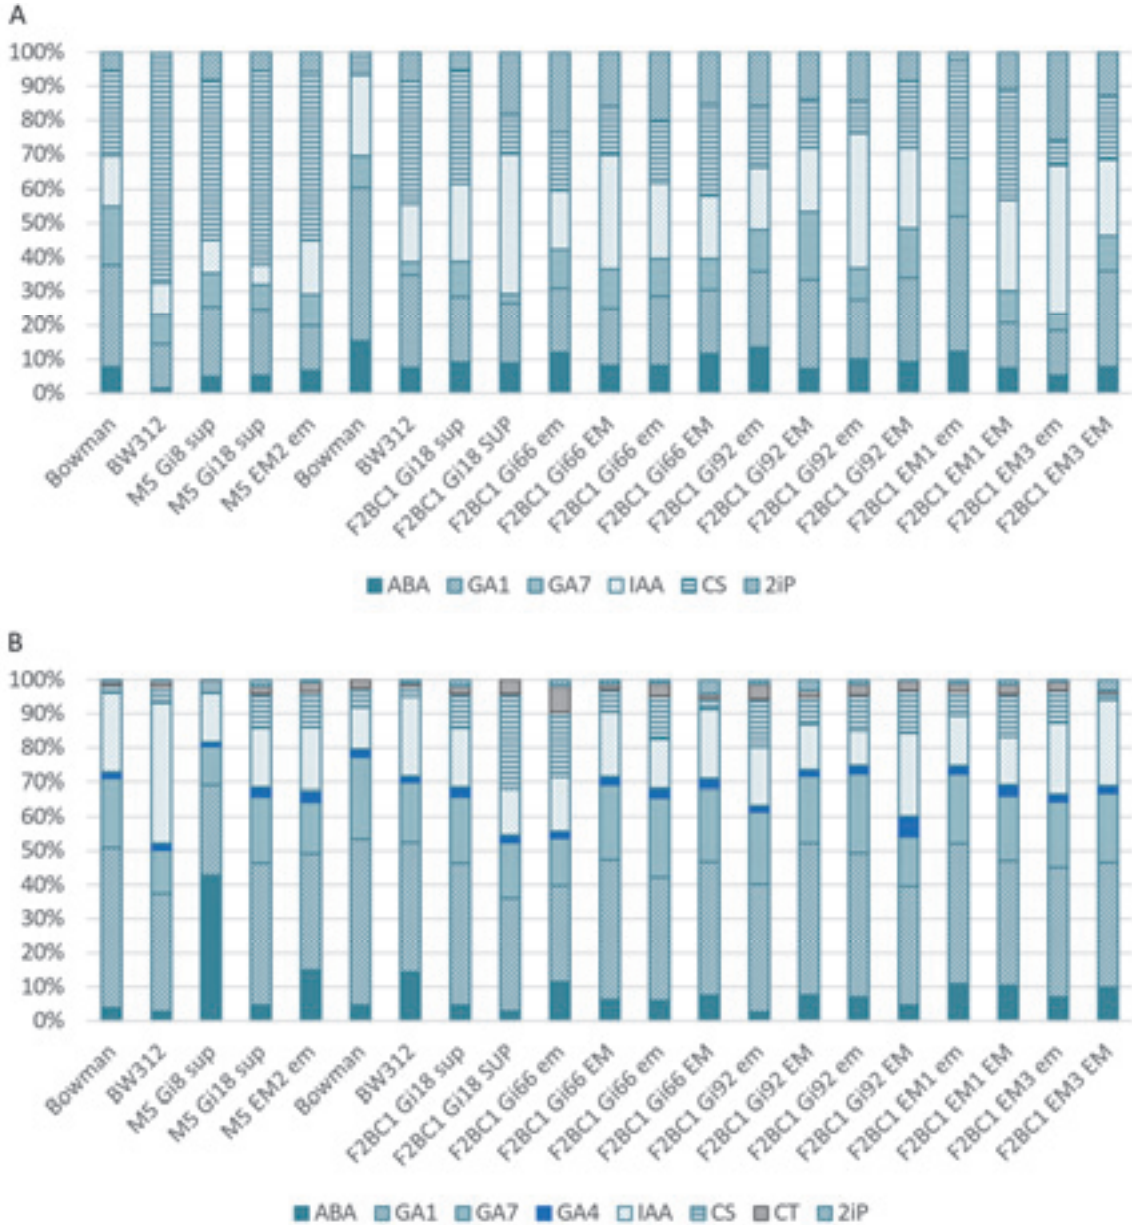 A
100%
90%
80%
70%
60%
50%
40%
30%
20%
10%
0%
Bowman
BW312
M5 Gi8 sup
M5 Gi18 sup
M5 EM2 em
Bowman
BW312
F2BC1 Gi18 sup
F2BC1 Gi18 SUP
F2BC1 Gi66 em
F2BC1 Gi66 EM
F2BC1 Gi66 em
F2BC1 Gi66 EM
F2BC1 Gi92 em
F2BC1 Gi92 EM
F2BC1 Gi92 em
F2BC1 Gi92 EM
F2BC1 EM1 em
F2BC1 EM1 EM
F2BC1 EM3 em
F2BC1 EM3 EM
ABA GA1 GA7 IAA CS 2iP
B
100%
90%
80%
70%
60%
50%
40%
30%
20%
10%
0%
Bowman
BW312
M5 Gi8 sup
M5 Gi18 sup
M5 EM2 em
Bowman
BW312
F2BC1 Gi18 sup
F2BC1 Gi18 SUP
F2BC1 Gi66 em
F2BC1 Gi66 EM
F2BC1 Gi66 em
F2BC1 Gi66 EM
F2BC1 Gi92 em
F2BC1 Gi92 EM
F2BC1 Gi92 em
F2BC1 Gi92 EM
F2BC1 EM1 em
F2BC1 EM1 EM
F2BC1 EM3 em
F2BC1 EM3 EM
ABA GA1 GA7 GA4 IAA CS CT 2iP